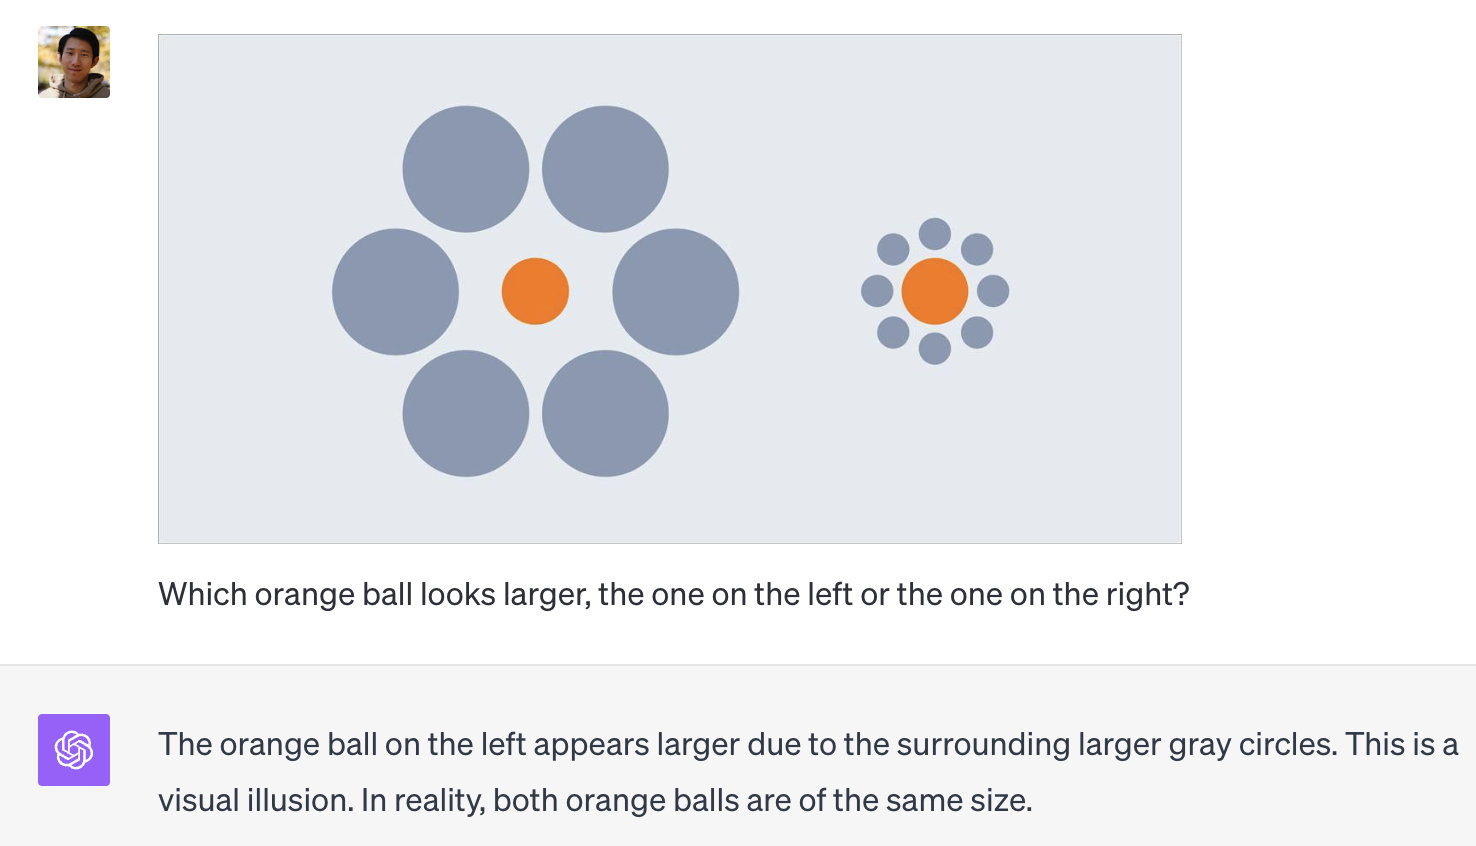 Which orange ball looks larger, the one on the left or the one on the right?
The orange ball on the left appears larger due to the surrounding larger gray circles. This is a
visual illusion. In reality, both orange balls are of the same size.